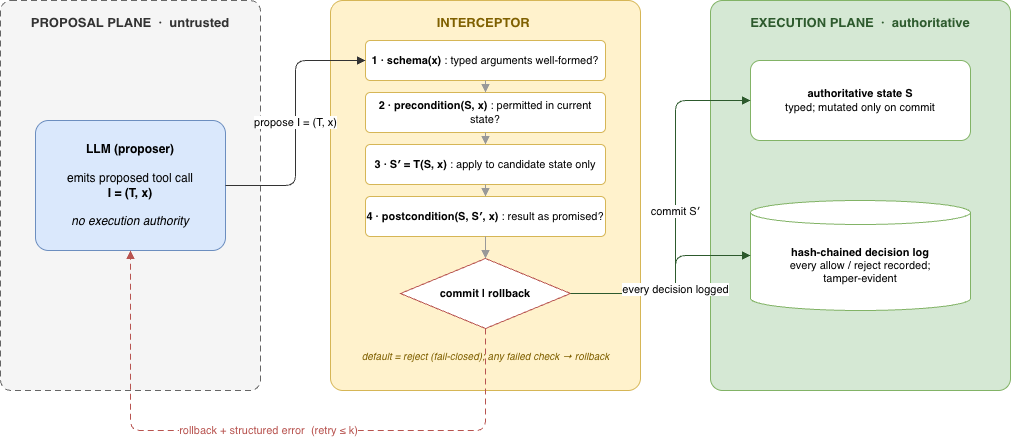 PROPOSAL PLANE · untrusted
LLM (proposer)
emits proposed tool call
I = (T, x)
no execution authority
propose I = (T, x)
INTERCEPTOR
1 · schema(x) : typed arguments well-formed?
2 · precondition(S, x) : permitted in current
state?
3 · S′ = T(S, x) : apply to candidate state only
4 · postcondition(S, S′, x) : result as promised?
commit I rollback
default = reject (fail-closed); any failed check → rollback
rollback + structured error (retry ≤ k)
commit S′
every decision logged
EXECUTION PLANE · authoritative
authoritative state S
typed; mutated only on commit
hash-chained decision log
every allow / reject recorded;
tamper-evident